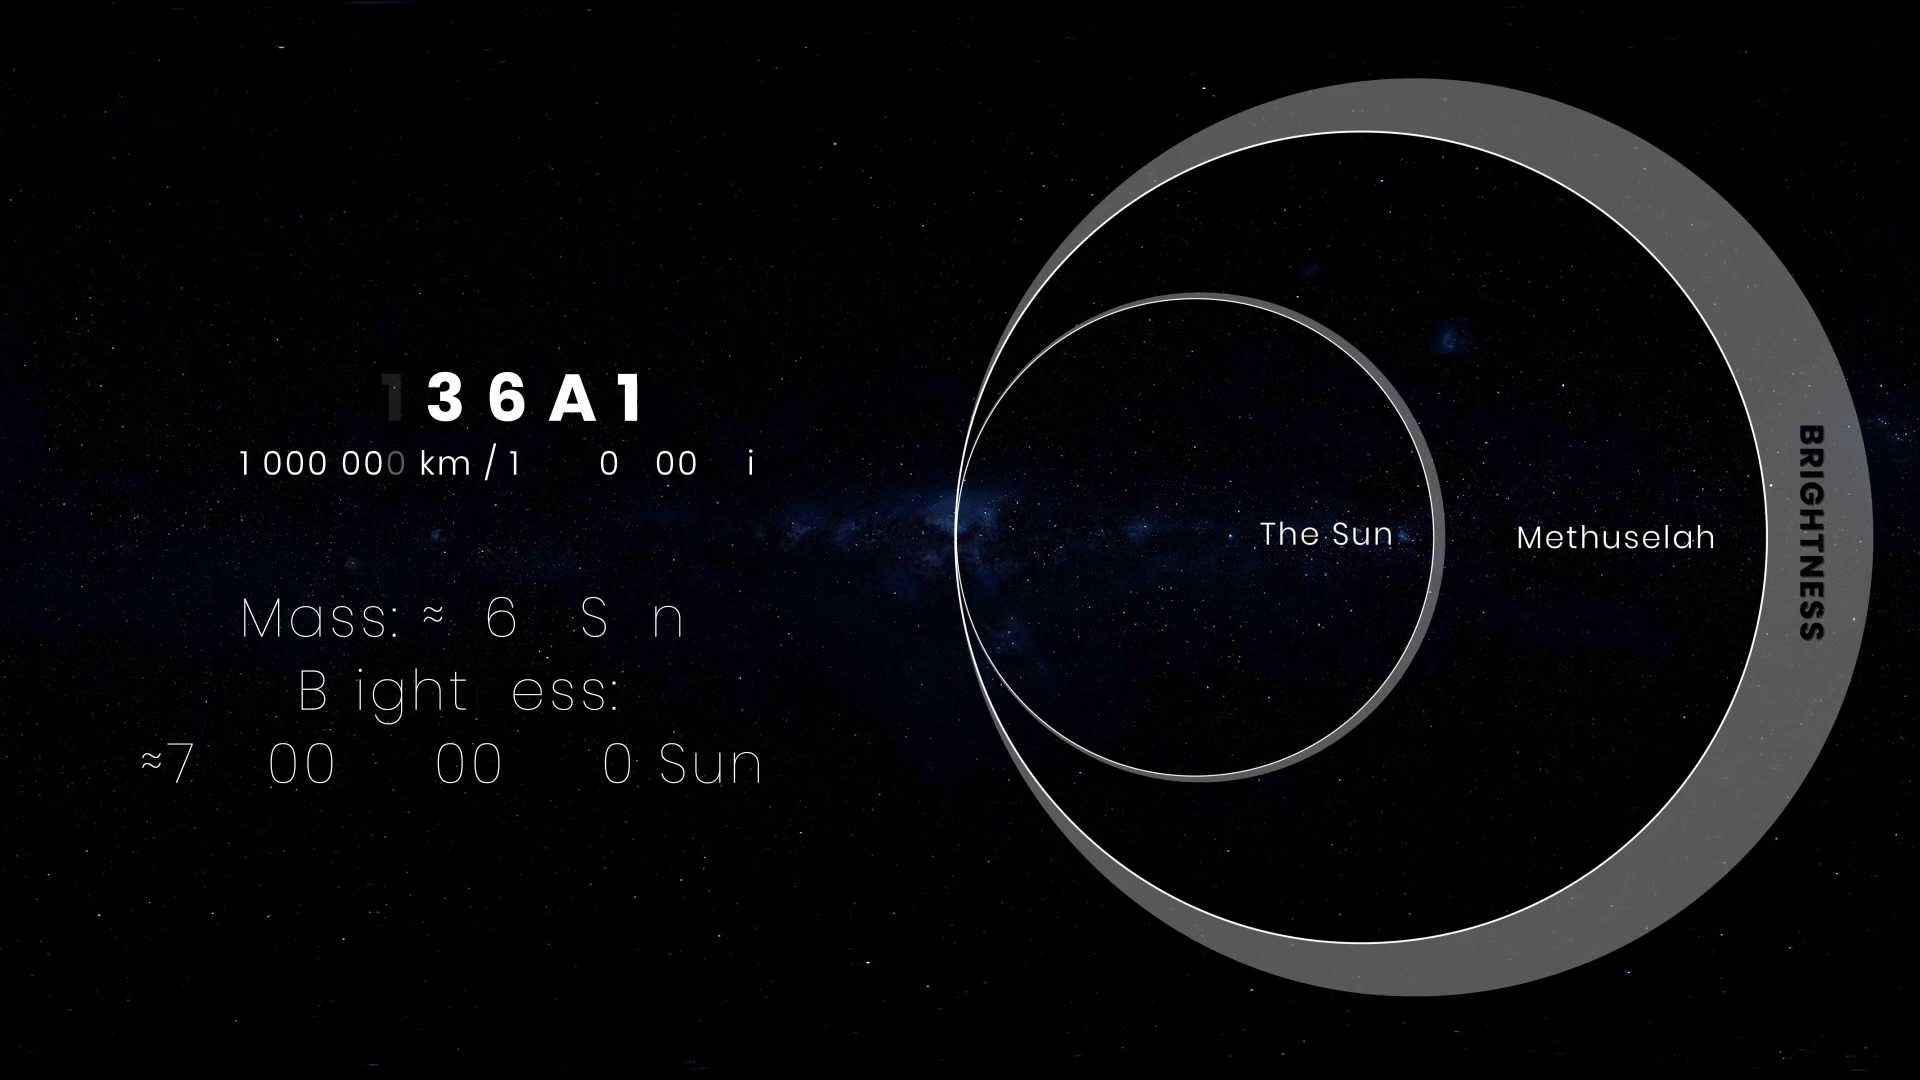 136A1
1 000 000 km / 1 0 00 i
Mass: ≈ 6 S n
B ight ess:
≈7 00 00 0 Sun
The Sun
Methuselah
BRIGHTNESS